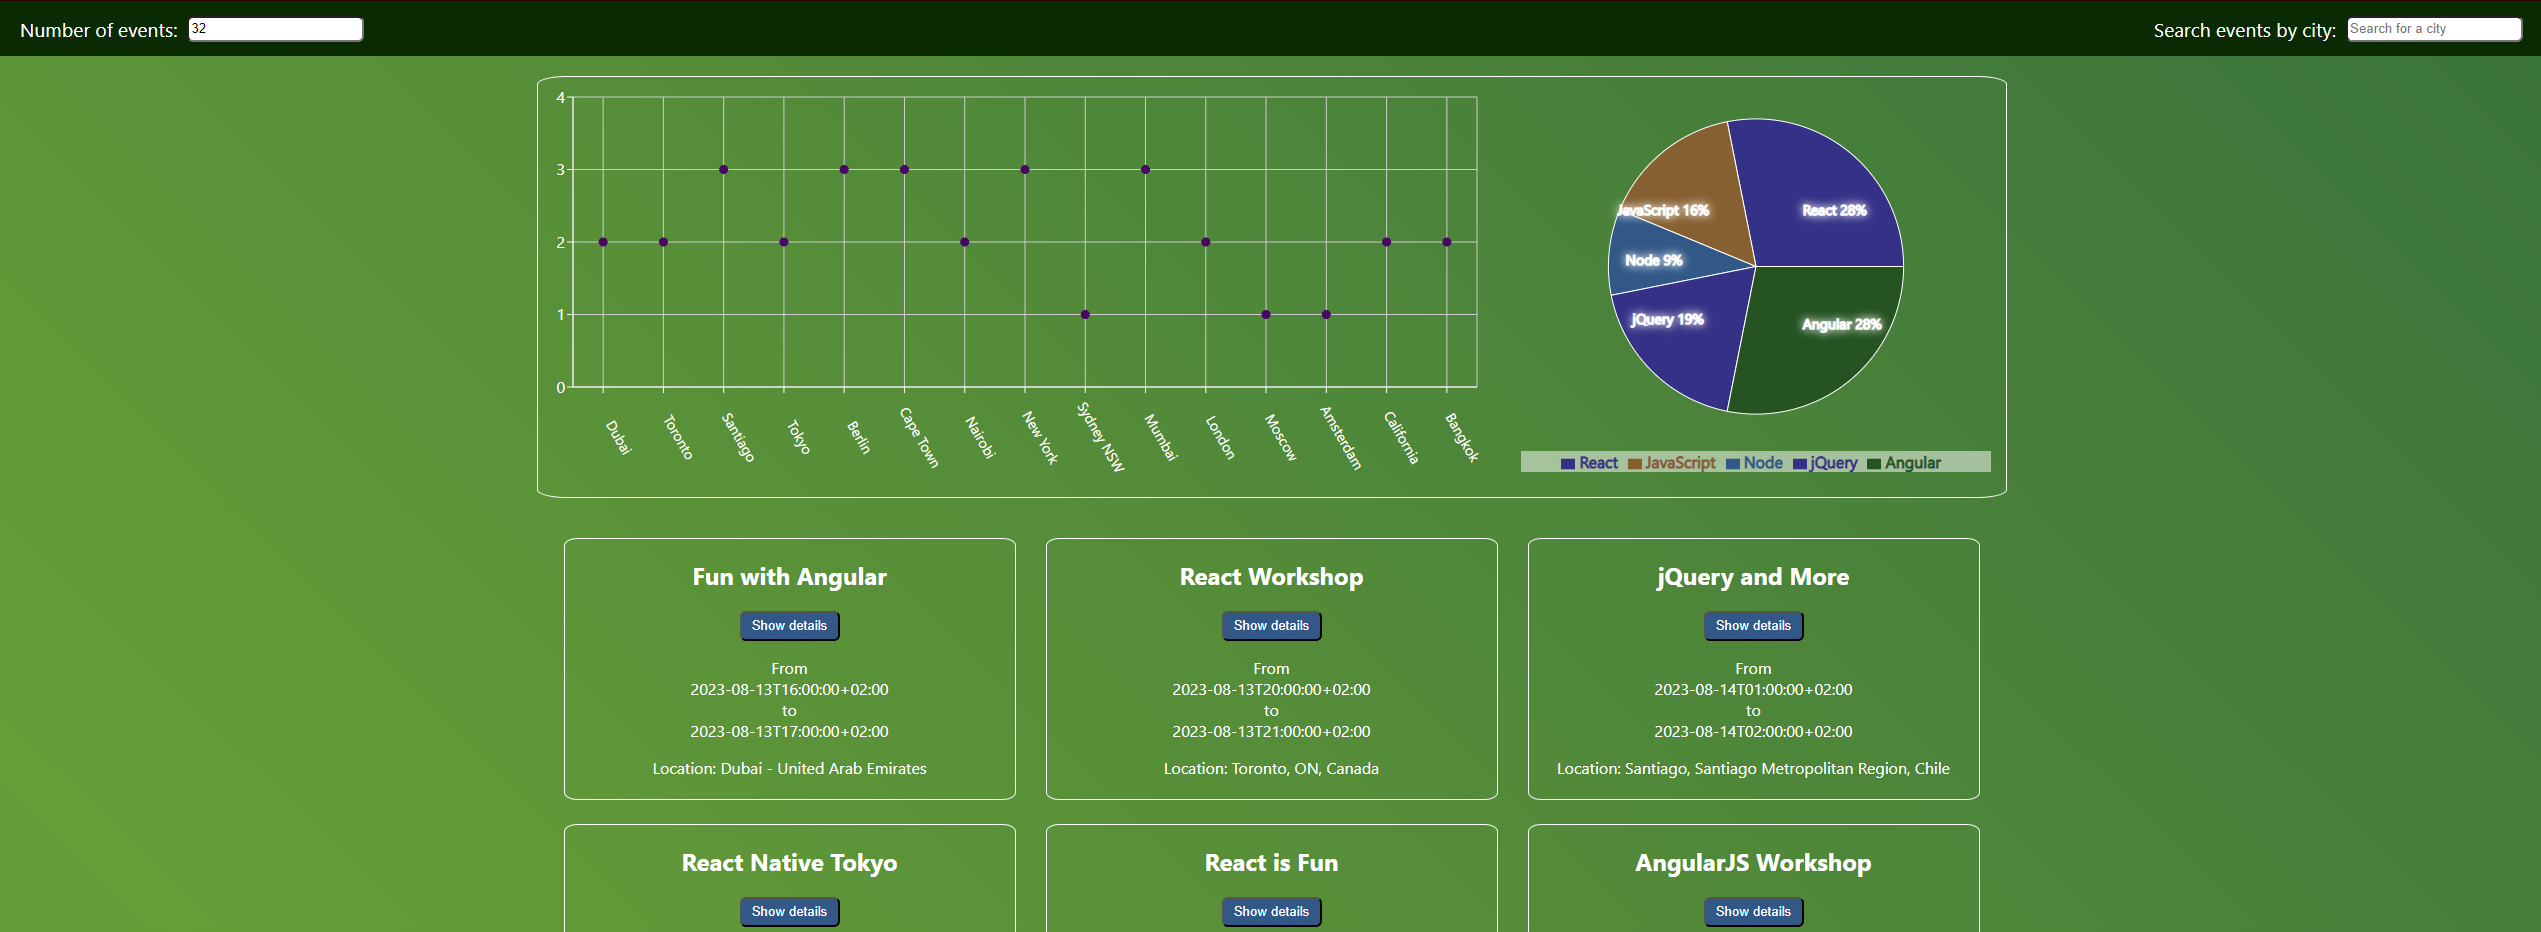 Number of events: 32
Search events by city: Search for a city
4
3
2
1
0
Dubai
Toronto
Santiago
Tokyo
Berlin
Cape Town
Nairobi
New York
Sydney NSW
Mumbai
London
Moscow
Amsterdam
California
Bangkok
JavaScript 16%
React 28%
Node 9%
jQuery 19%
Angular 28%
React JavaScript Node jQuery Angular
Fun with Angular
Show details
From
2023-08-13T16:00:00+02:00
to
2023-08-13T17:00:00+02:00
Location: Dubai - United Arab Emirates
React Workshop
Show details
From
2023-08-13T20:00:00+02:00
to
2023-08-13T21:00:00+02:00
Location: Toronto, ON, Canada
jQuery and More
Show details
From
2023-08-14T01:00:00+02:00
to
2023-08-14T02:00:00+02:00
Location: Santiago, Santiago Metropolitan Region, Chile
React Native Tokyo
Show details
React is Fun
Show details
AngularJS Workshop
Show details